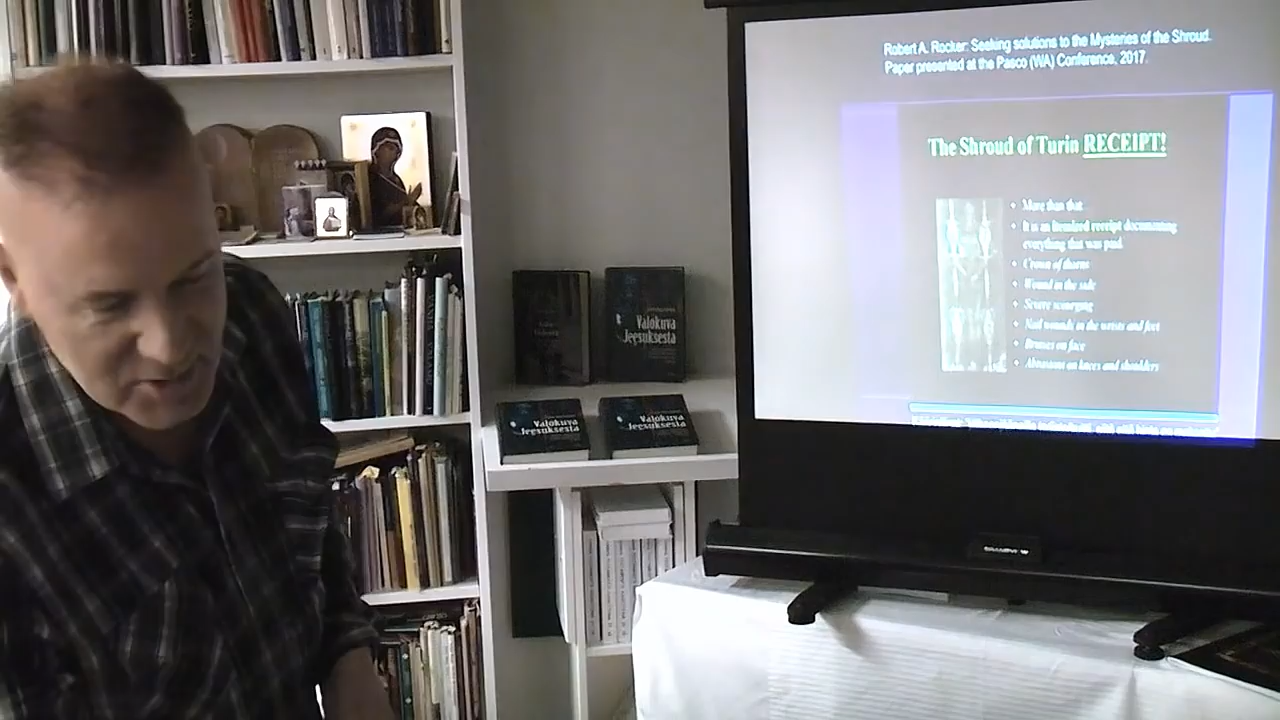 Robert A. Rocker: Seeking solutions to the Mysteries of the Shroud.
Paper presented at the Pasco (WA) Conference, 2017.
The Shroud of Turin RECEIPT!
• More than that
• It is an itemized receipt documenting
everything that was paid.
• Crown of thorns
• Wound in the side
• Severe scourging
• Nail wounds in the wrists and feet
• Bruises on face
• Abrasions on knees and shoulders
Valokuva
Jeesuksesta
Valokuva
Jeesuksesta
Valokuva
Jeesuksesta